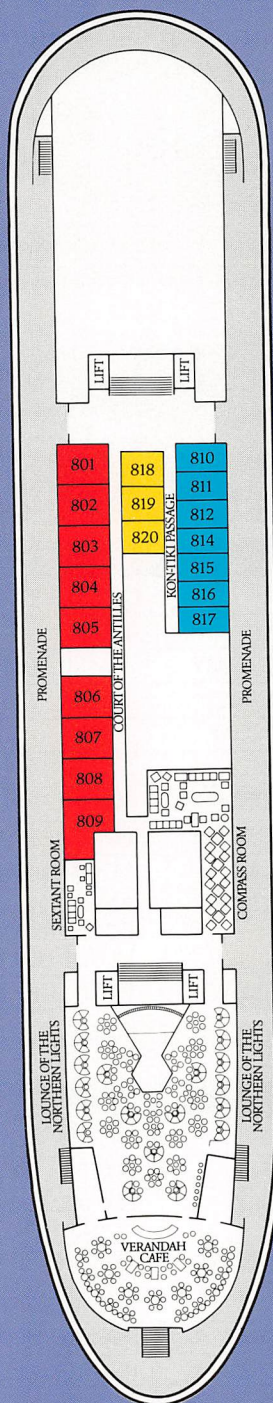 LIFT
LIFT
801
802
803
804
805
806
807
808
809
818
819
820
810
811
812
814
815
816
817
KON-TIKI PASSAGE
COURT OF THE ANTILLES
PROMENADE
PROMENADE
SEXTANT ROOM
COMPASS ROOM
LIFT
LIFT
LOUNGE OF THE
NORTHERN LIGHTS
LOUNGE OF THE
NORTHERN LIGHTS
VERANDAH
CAFE